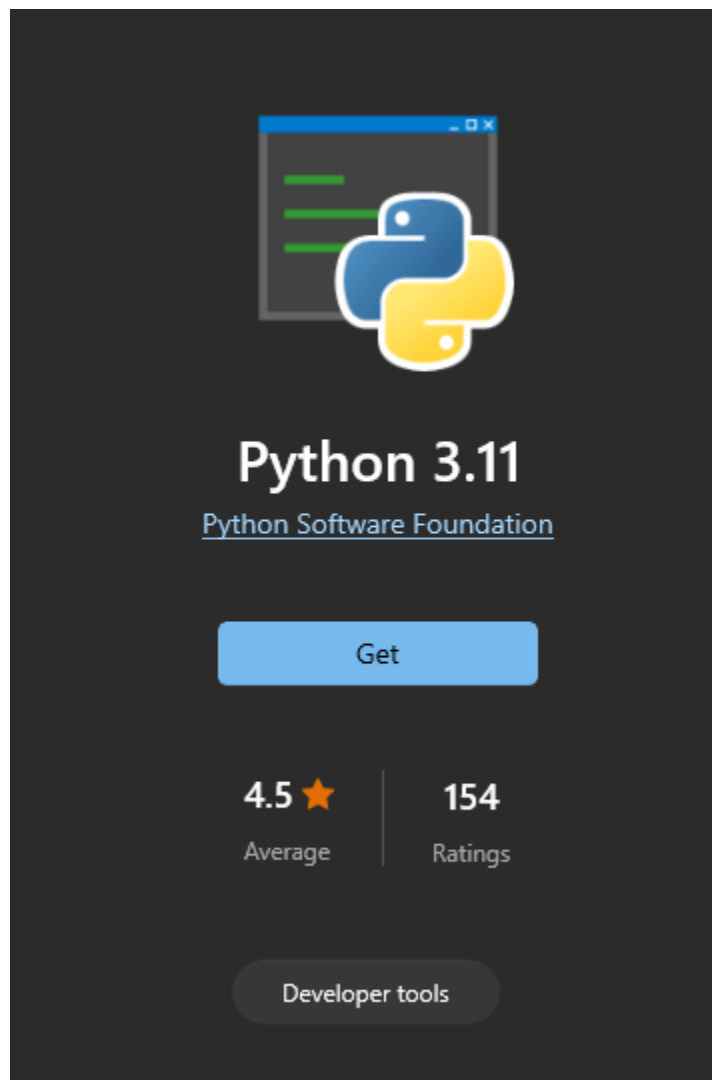 Python 3.11
Python Software Foundation
Get
4.5 154
Average Ratings
Developer tools